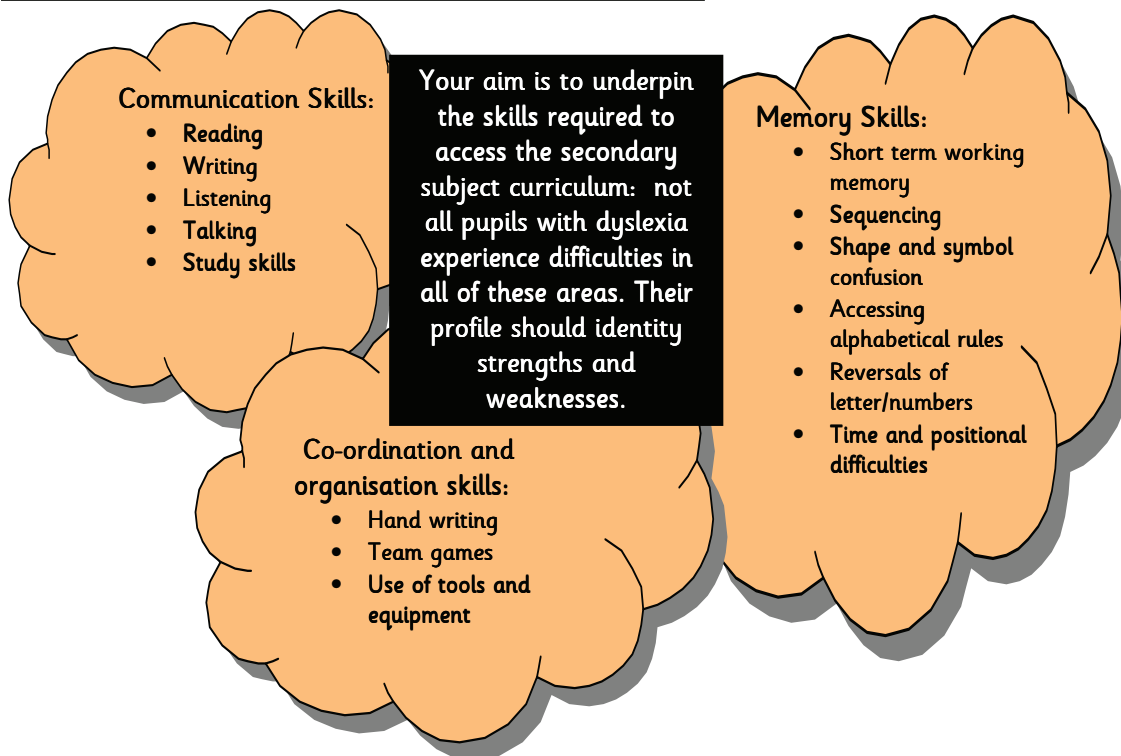 Communication Skills:
• Reading
• Writing
• Listening
• Talking
• Study skills
Your aim is to underpin
the skills required to
access the secondary
subject curriculum:  not
all pupils with dyslexia
experience difficulties in
all of these areas. Their
profile should identity
strengths and
weaknesses.
Memory Skills:
• Short term working
memory
• Sequencing
• Shape and symbol
confusion
• Accessing
alphabetical rules
• Reversals of
letter/numbers
• Time and positional
difficulties
Co-ordination and
organisation skills:
• Hand writing
• Team games
• Use of tools and
equipment